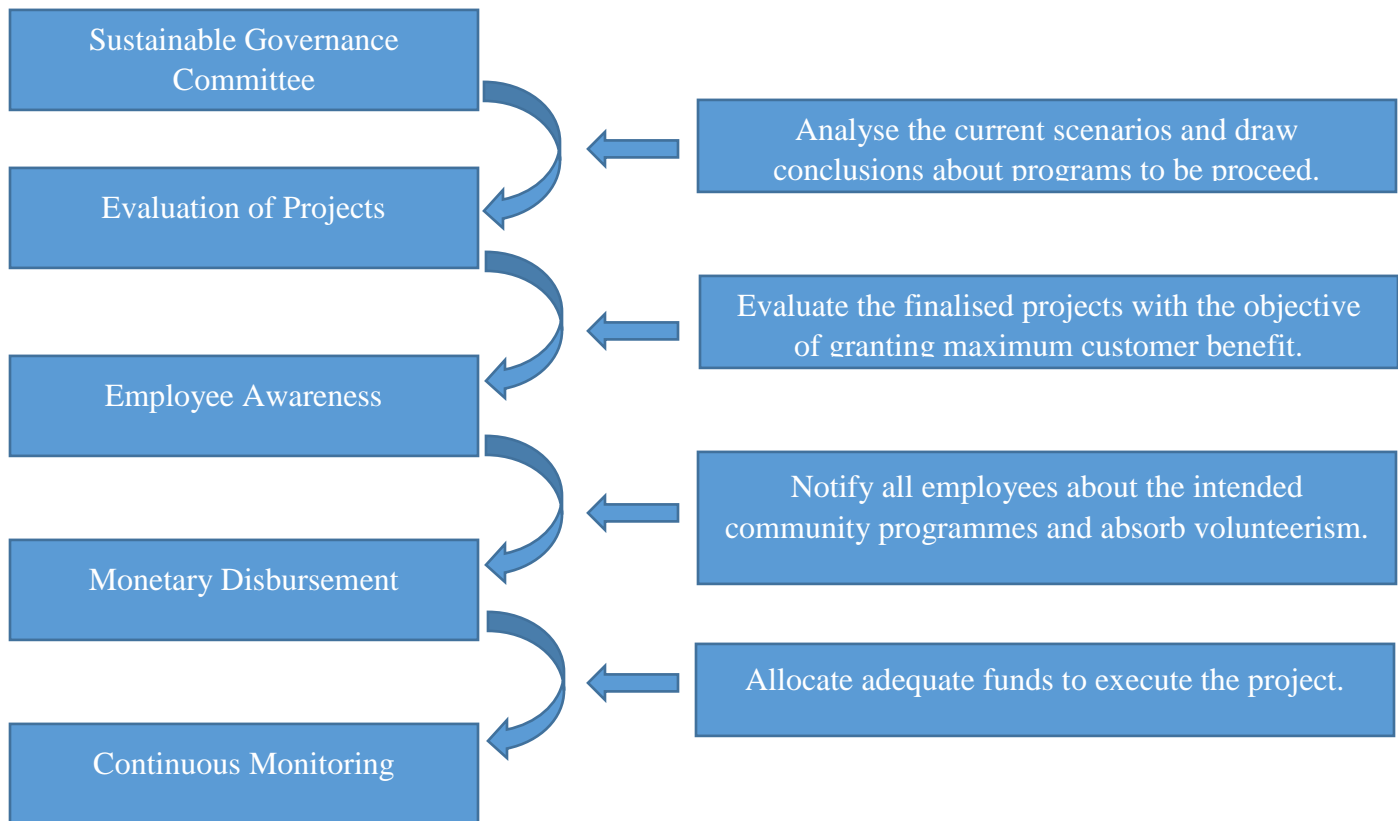 Sustainable Governance
Committee
Analyse the current scenarios and draw
conclusions about programs to be proceed.
Evaluation of Projects
Evaluate the finalised projects with the objective
of granting maximum customer benefit.
Employee Awareness
Notify all employees about the intended
community programmes and absorb volunteerism.
Monetary Disbursement
Allocate adequate funds to execute the project.
Continuous Monitoring